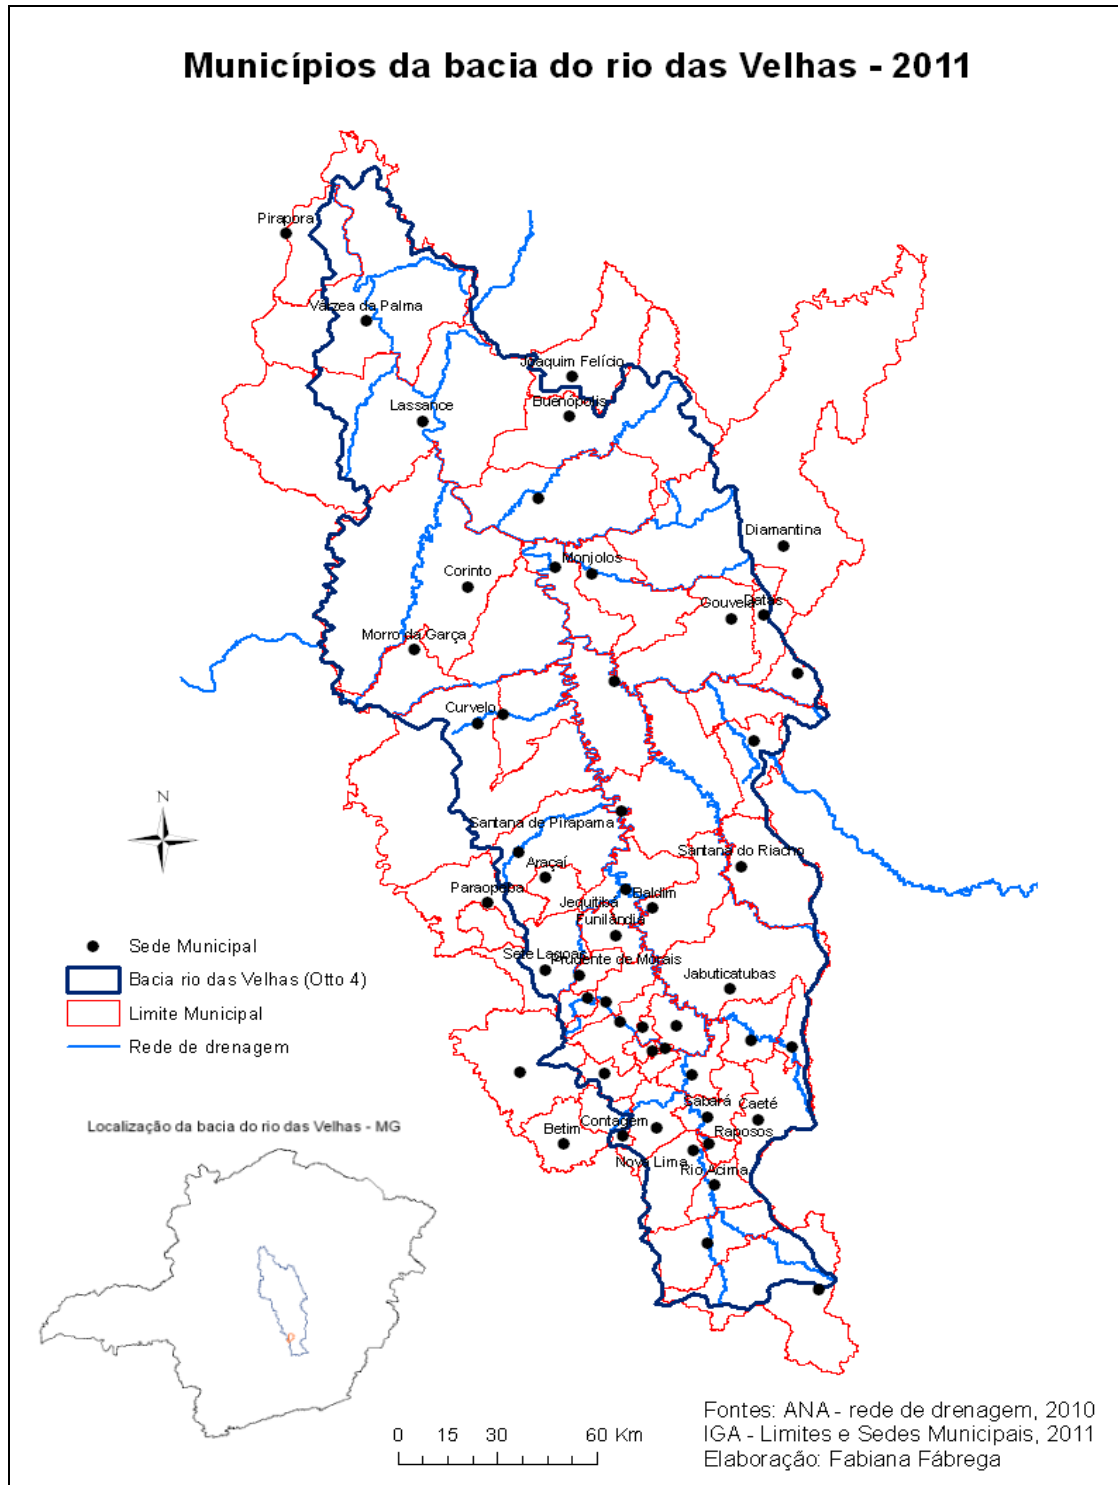 Municípios da bacia do rio das Velhas - 2011
Pirapora
Várzea da Palma
Joaquim Felício
Lassance
Buenópolis
Diamantina
Monjolos
Corinto
Gouveia
Datas
Morro da Garça
Curvelo
N
Santana de Pirapama
Santana do Riacho
Araçaí
Paraopeba
Baldim
Jequitibá
Funilândia
Sete Lagoas
Prudente de Morais
Jabuticatubas
Sede Municipal
Bacia rio das Velhas (Otto 4)
Limite Municipal
Rede de drenagem
Sabará
Caeté
Contagem
Betim
Raposos
Nova Lima
Rio Acima
Localização da bacia do rio das Velhas - MG
0 15 30 60 Km
Fontes: ANA - rede de drenagem, 2010
IGA - Limites e Sedes Municipais, 2011
Elaboração: Fabiana Fábrega